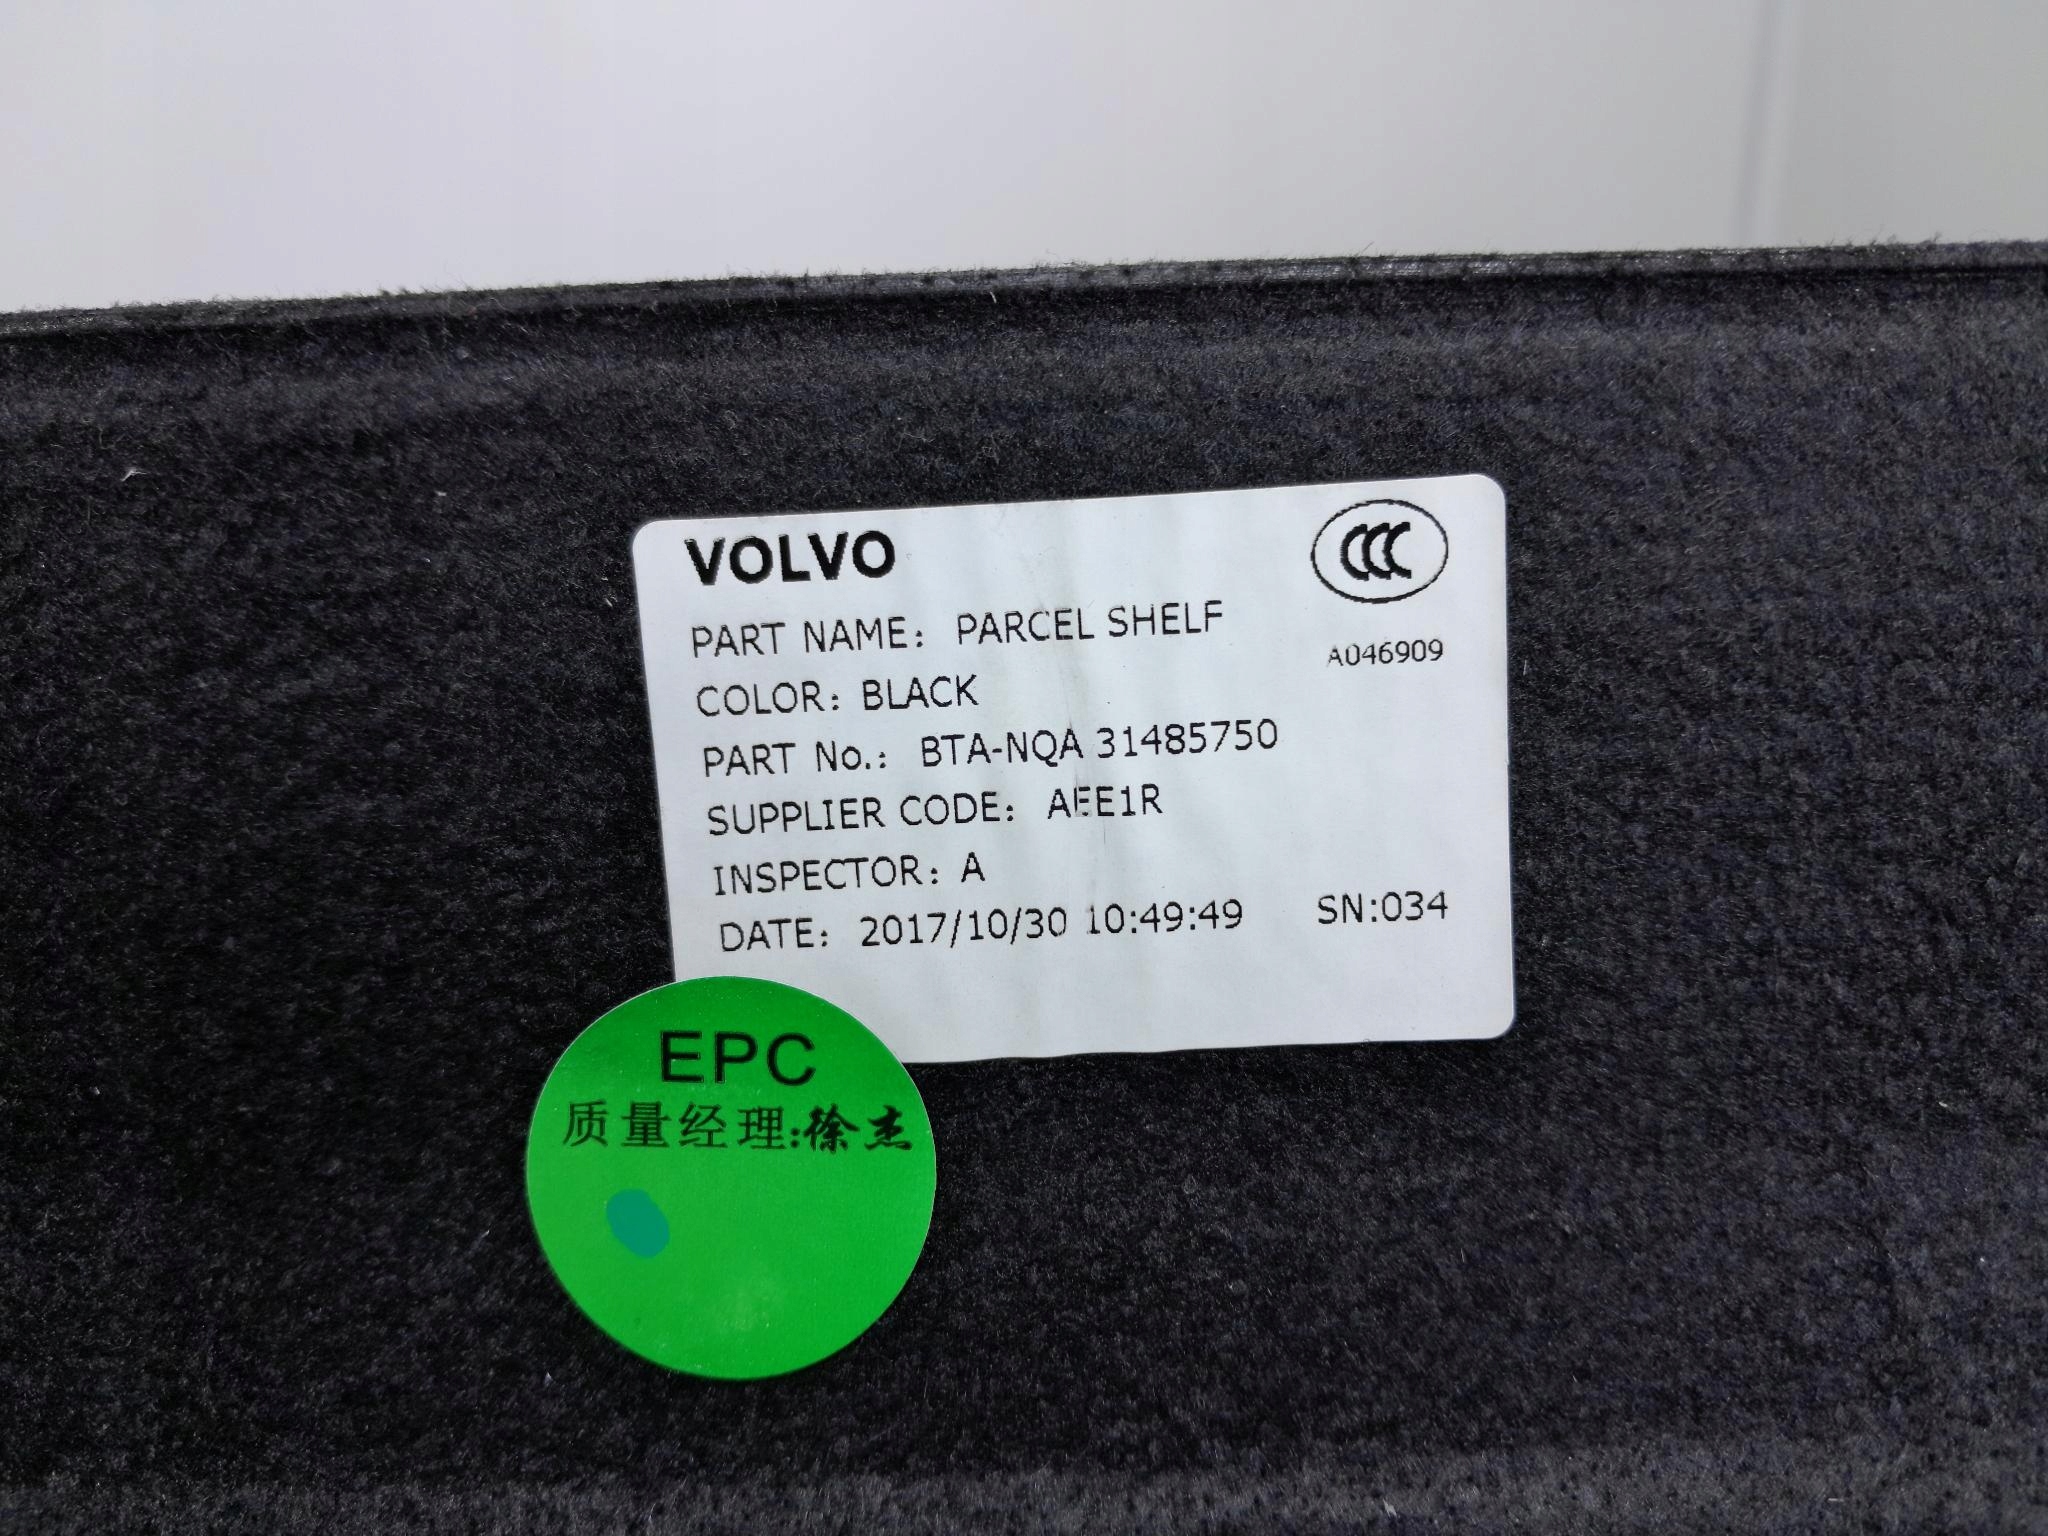 VOLVO
CCC
PART NAME: PARCEL SHELF
A046909
COLOR: BLACK
PART No.: BTA-NQA 31485750
SUPPLIER CODE: AEE1R
INSPECTOR: A
DATE: 2017/10/30 10:49:49 SN:034
EPC
质量经理:徐杰